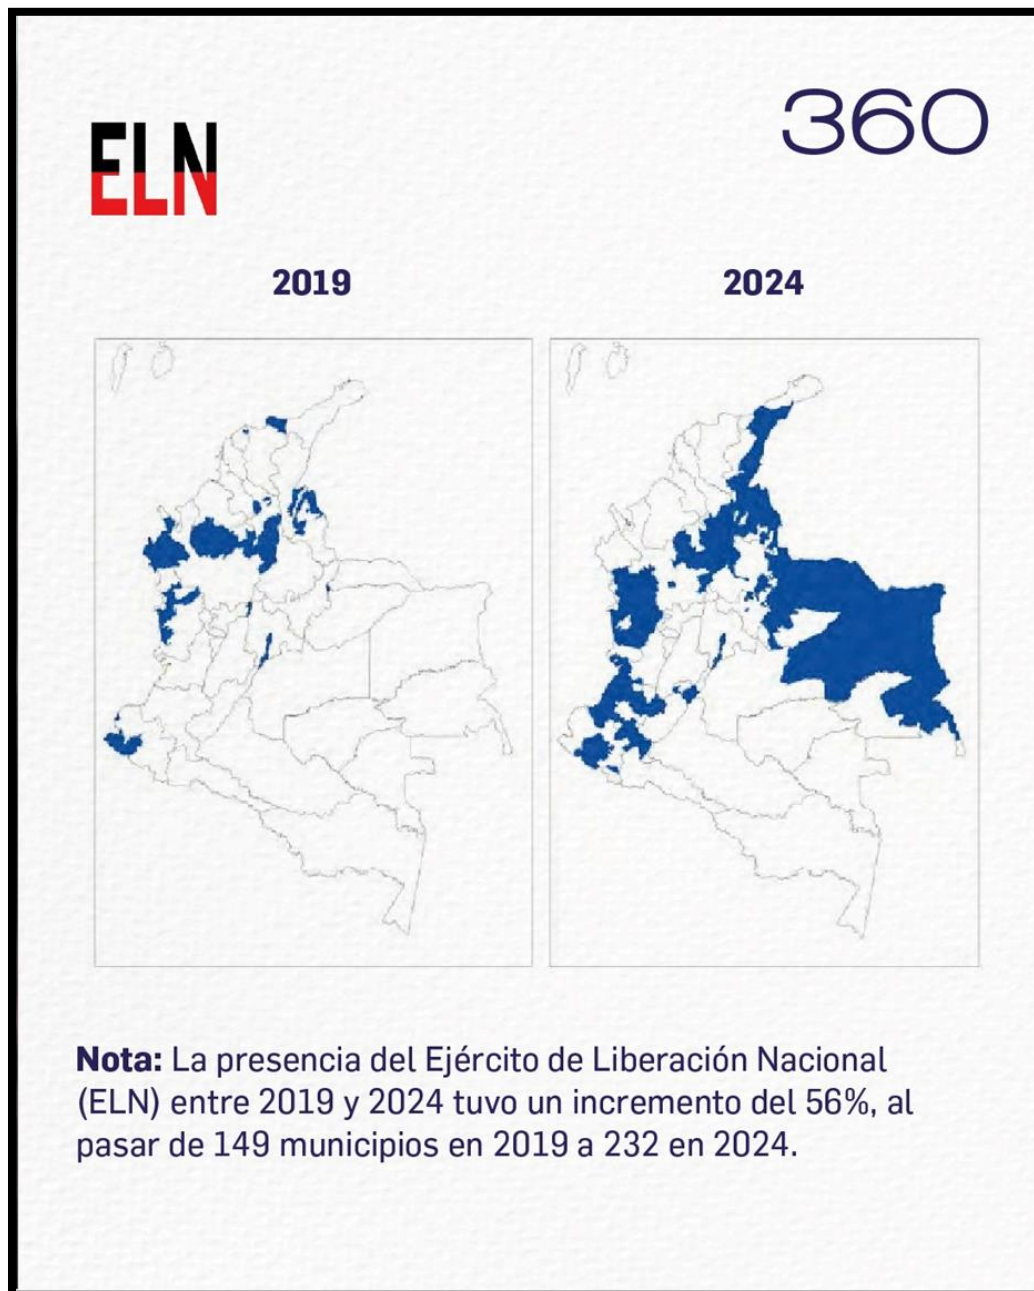 ELN
360
2019
2024
Nota: La presencia del Ejército de Liberación Nacional
(ELN) entre 2019 y 2024 tuvo un incremento del 56%, al
pasar de 149 municipios en 2019 a 232 en 2024.